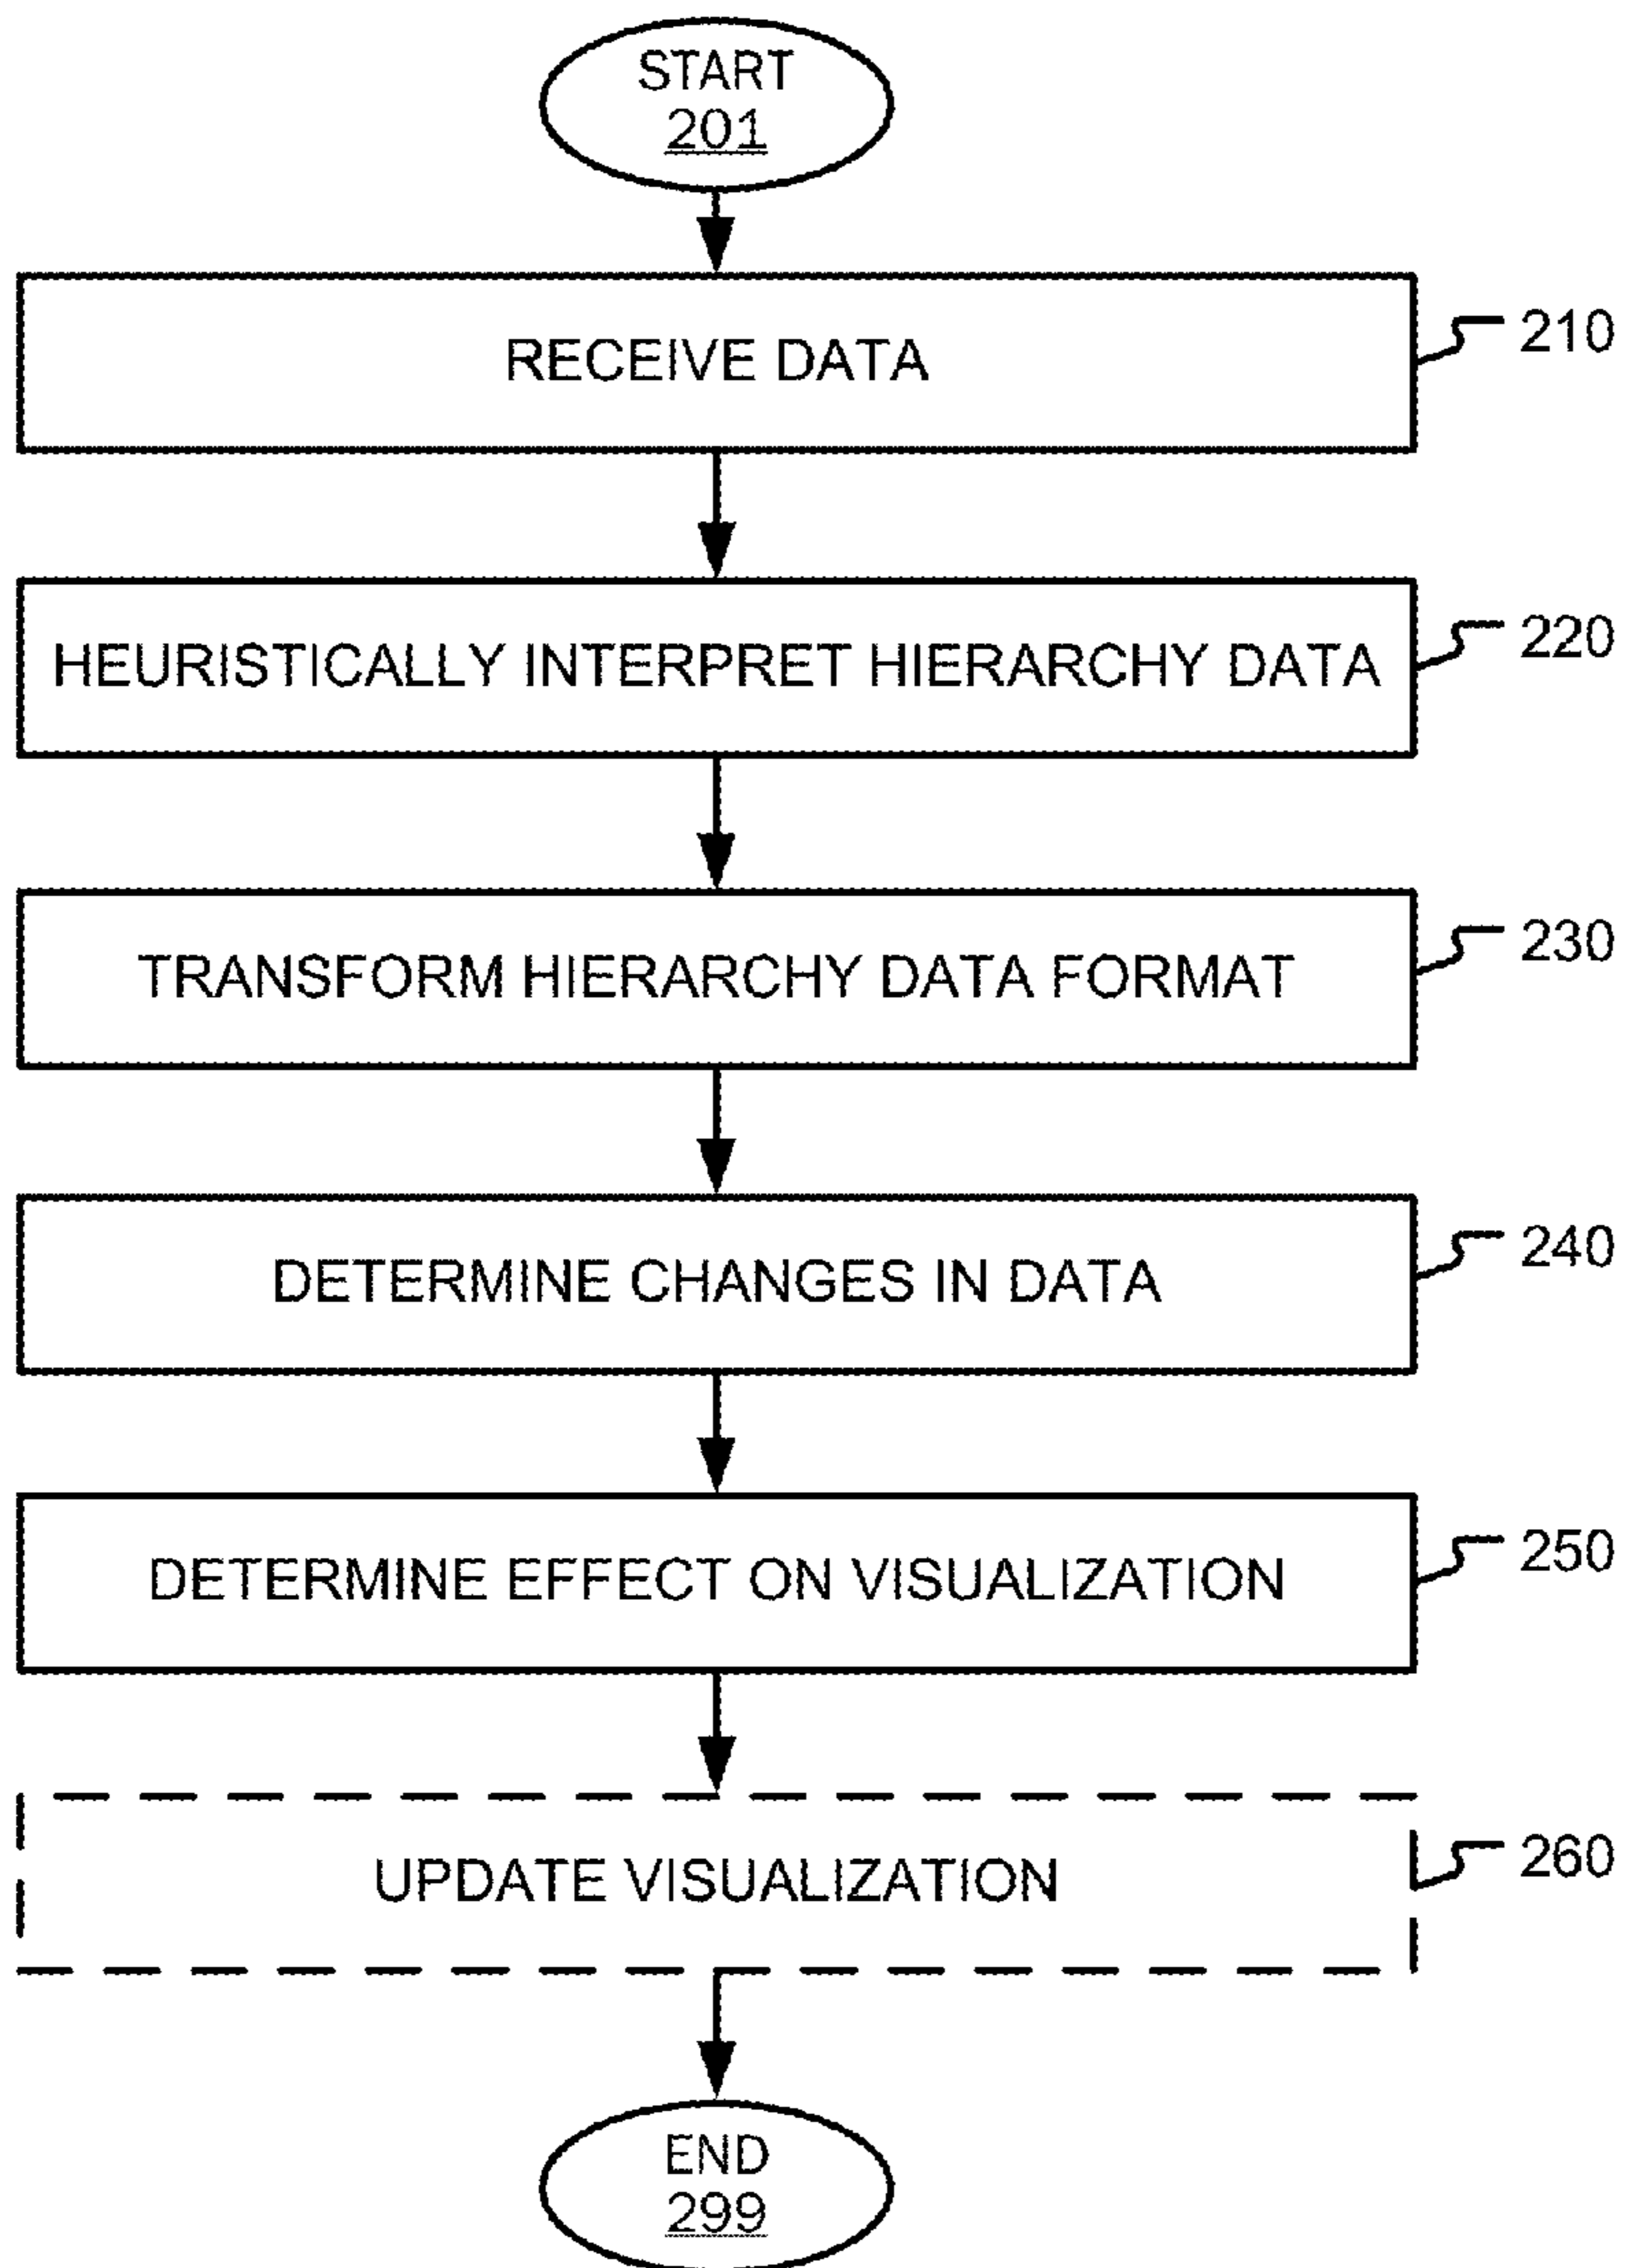 START
201
RECEIVE DATA
210
HEURISTICALLY INTERPRET HIERARCHY DATA
220
TRANSFORM HIERARCHY DATA FORMAT
230
DETERMINE CHANGES IN DATA
240
DETERMINE EFFECT ON VISUALIZATION
250
UPDATE VISUALIZATION
260
END
299